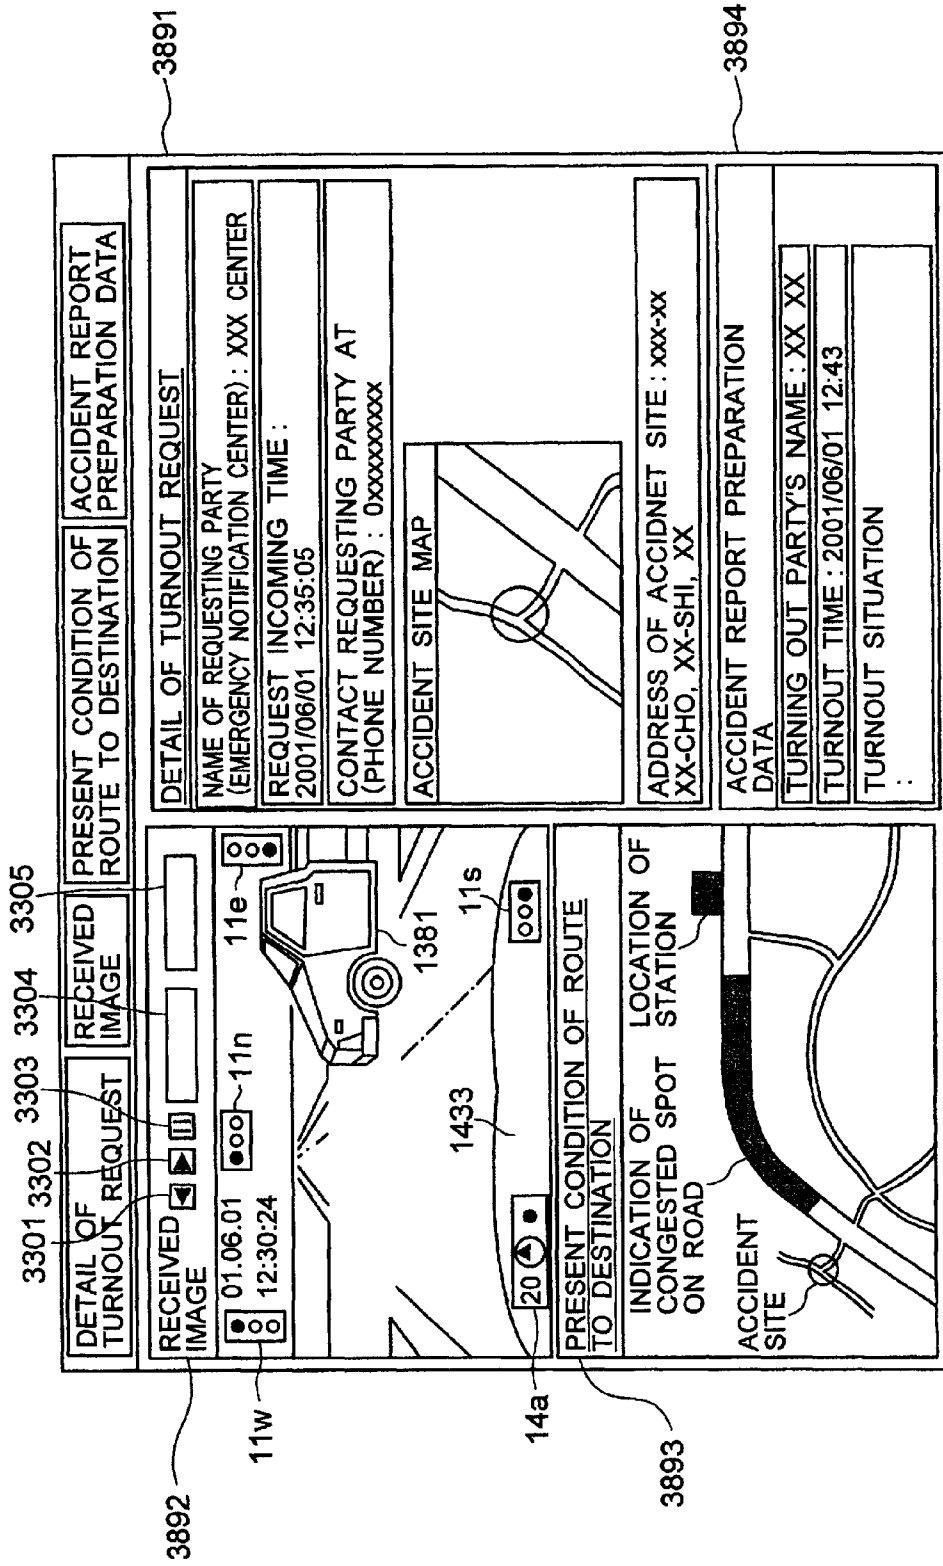 3301
3302
3303
3304
3305
DETAIL OF
TURNOUT REQUEST
RECEIVED
IMAGE
PRESENT CONDITION OF
ROUTE TO DESTINATION
ACCIDENT REPORT
PREPARATION DATA
3892
RECEIVED
IMAGE
11w
01.06.01
12:30:24
11n
11e
1381
1433
11s
20
14a
3893
PRESENT CONDITION OF ROUTE
TO DESTINATION
INDICATION OF
CONGESTED SPOT
ON ROAD
LOCATION OF
STATION
ACCIDENT
SITE
3891
DETAIL OF TURNOUT REQUEST
NAME OF REQUESTING PARTY
(EMERGENCY NOTIFICATION CENTER) : XXX CENTER
REQUEST INCOMING TIME :
2001/06/01 12:35:05
CONTACT REQUESTING PARTY AT
(PHONE NUMBER) : 0XXXXXXXXX
ACCIDENT SITE MAP
ADDRESS OF ACCIDNET SITE : XXX-XX
XX-CHO, XX-SHI, XX
3894
ACCIDENT REPORT PREPARATION
DATA
TURNING OUT PARTY'S NAME : XX XX
TURNOUT TIME : 2001/06/01 12:43
TURNOUT SITUATION
: